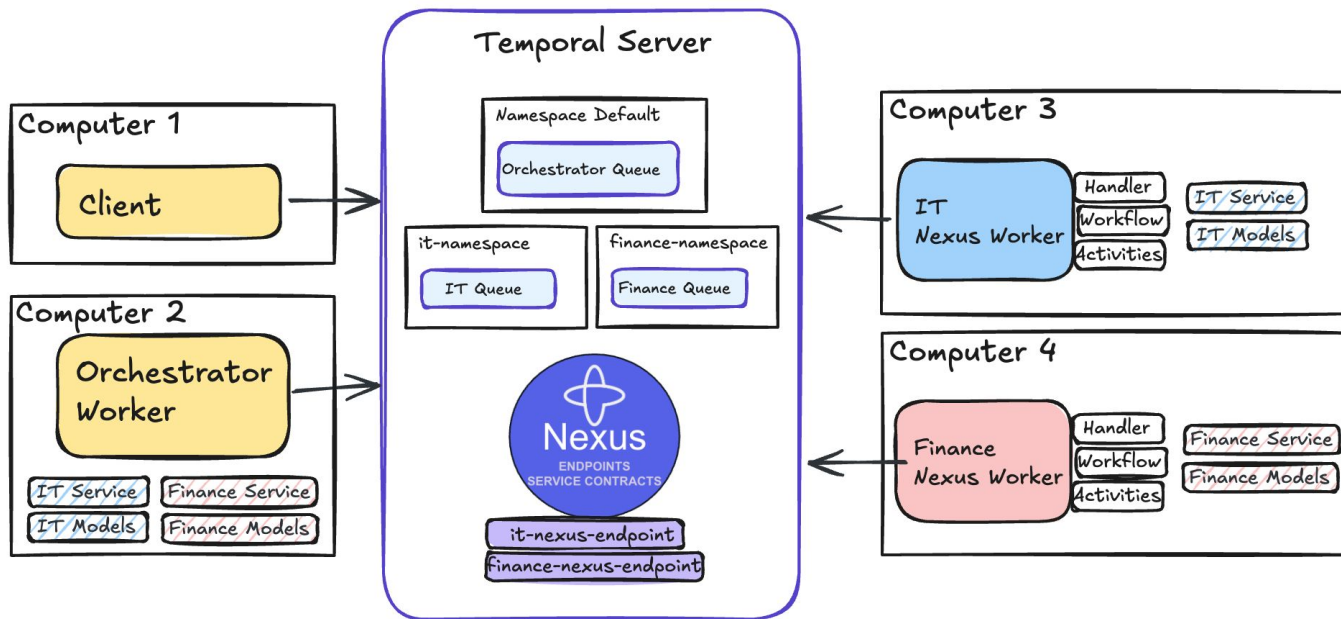 Temporal Server
Computer 1
Client
Computer 2
Orchestrator
Worker
IT Service
Finance Service
IT Models
Finance Models
Namespace Default
Orchestrator Queue
it-namespace
IT Queue
finance-namespace
Finance Queue
Nexus
ENDPOINTS
SERVICE CONTRACTS
it-nexus-endpoint
finance-nexus-endpoint
Computer 3
IT
Nexus Worker
Handler
Workflow
Activities
IT Service
IT Models
Computer 4
Finance
Nexus Worker
Handler
Workflow
Activities
Finance Service
Finance Models